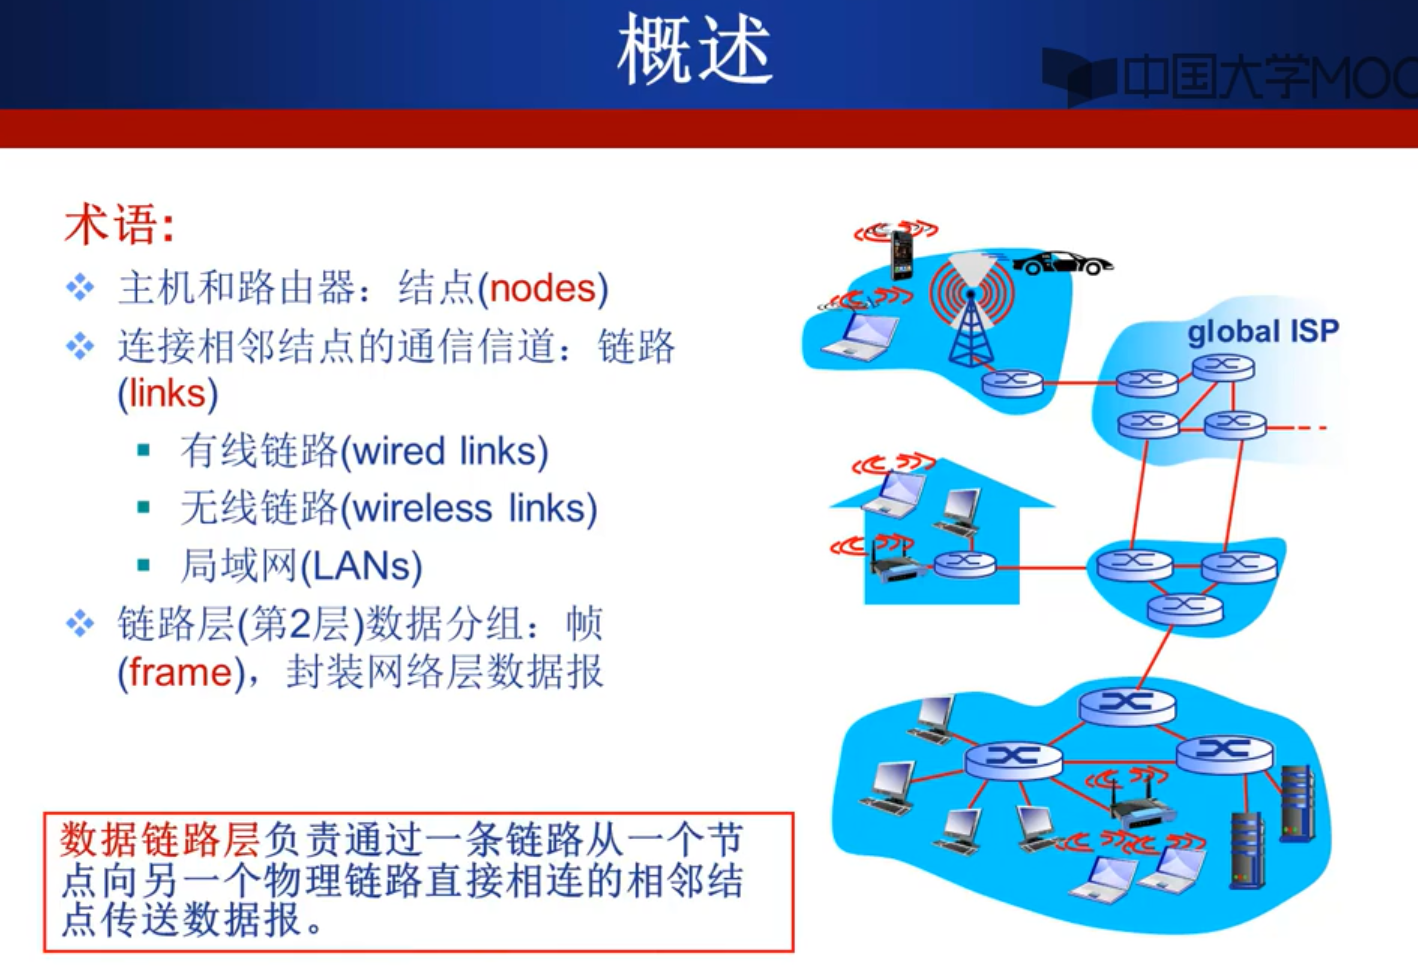 概述
中国大学MOO
术语:
主机和路由器：结点(nodes)
连接相邻结点的通信信道：链路
(links)
有线链路(wired links)
无线链路(wireless links)
局域网(LANs)
链路层(第2层)数据分组：帧
(frame)，封装网络层数据报
数据链路层负责通过一条链路从一个节
点向另一个物理链路直接相连的相邻结
点传送数据报。
global ISP